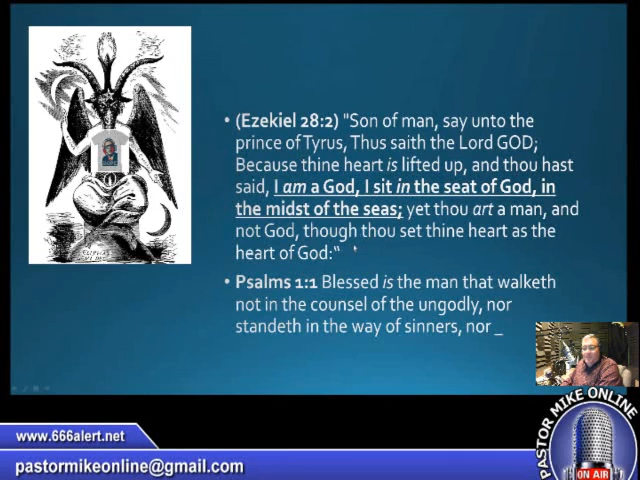 • (Ezekiel 28:2) "Son of man, say unto the
prince of Tyrus, Thus saith the Lord GOD;
Because thine heart is lifted up, and thou hast
said, I am a God, I sit in the seat of God, in
the midst of the seas; yet thou art a man, and
not God, though thou set thine heart as the
heart of God:“
• Psalms 1:1 Blessed is the man that walketh
not in the counsel of the ungodly, nor
standeth in the way of sinners, nor _
www.666alert.net
pastormikeonline@gmail.com
PASTOR MIKE ONLINE
ON AIR